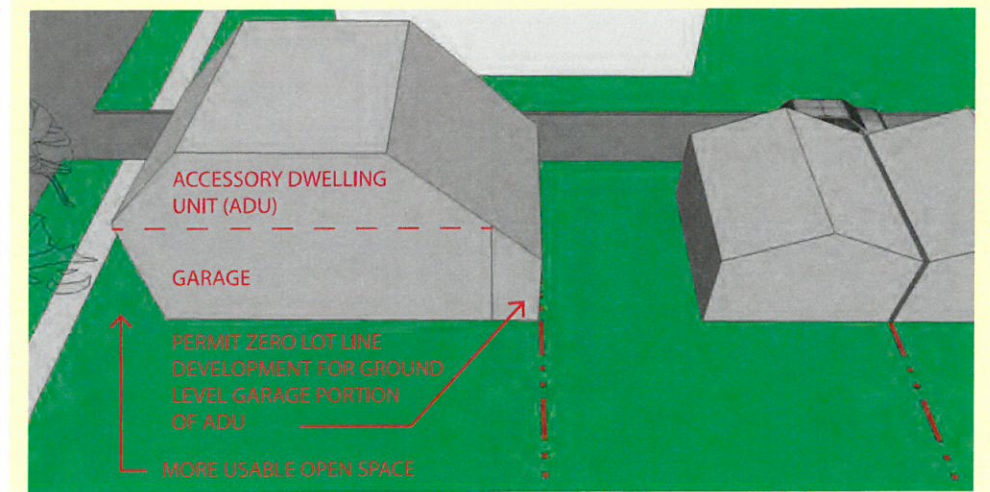 ACCESSORY DWELLING
UNIT (ADU)
GARAGE
PERMIT ZERO LOT LINE
DEVELOPMENT FOR GROUND
LEVEL GARAGE PORTION
OF ADU
MORE USABLE OPEN SPACE